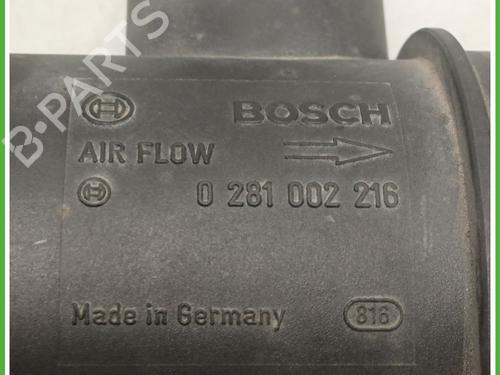 BOSCH
AIR FLOW
0 281 002 216
Made in Germany 816
B-PARTS